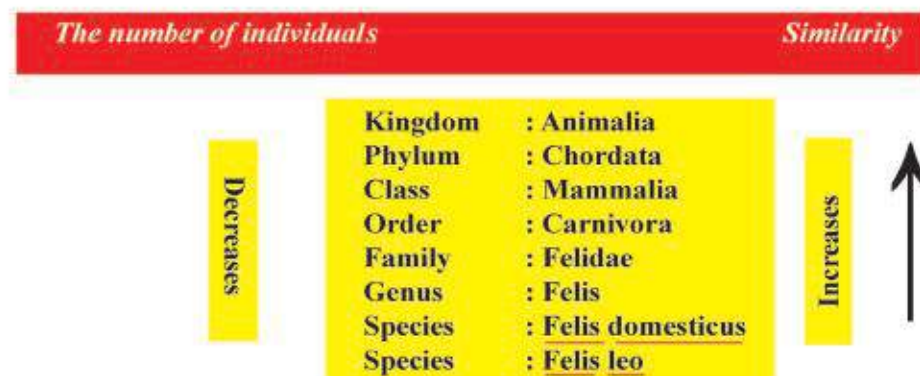 The number of individuals Similarity
Kingdom : Animalia
Phylum : Chordata
Class : Mammalia
Order : Carnivora
Family : Felidae
Genus : Felis
Species : Felis domesticus
Species : Felis leo
Decreases
Increases